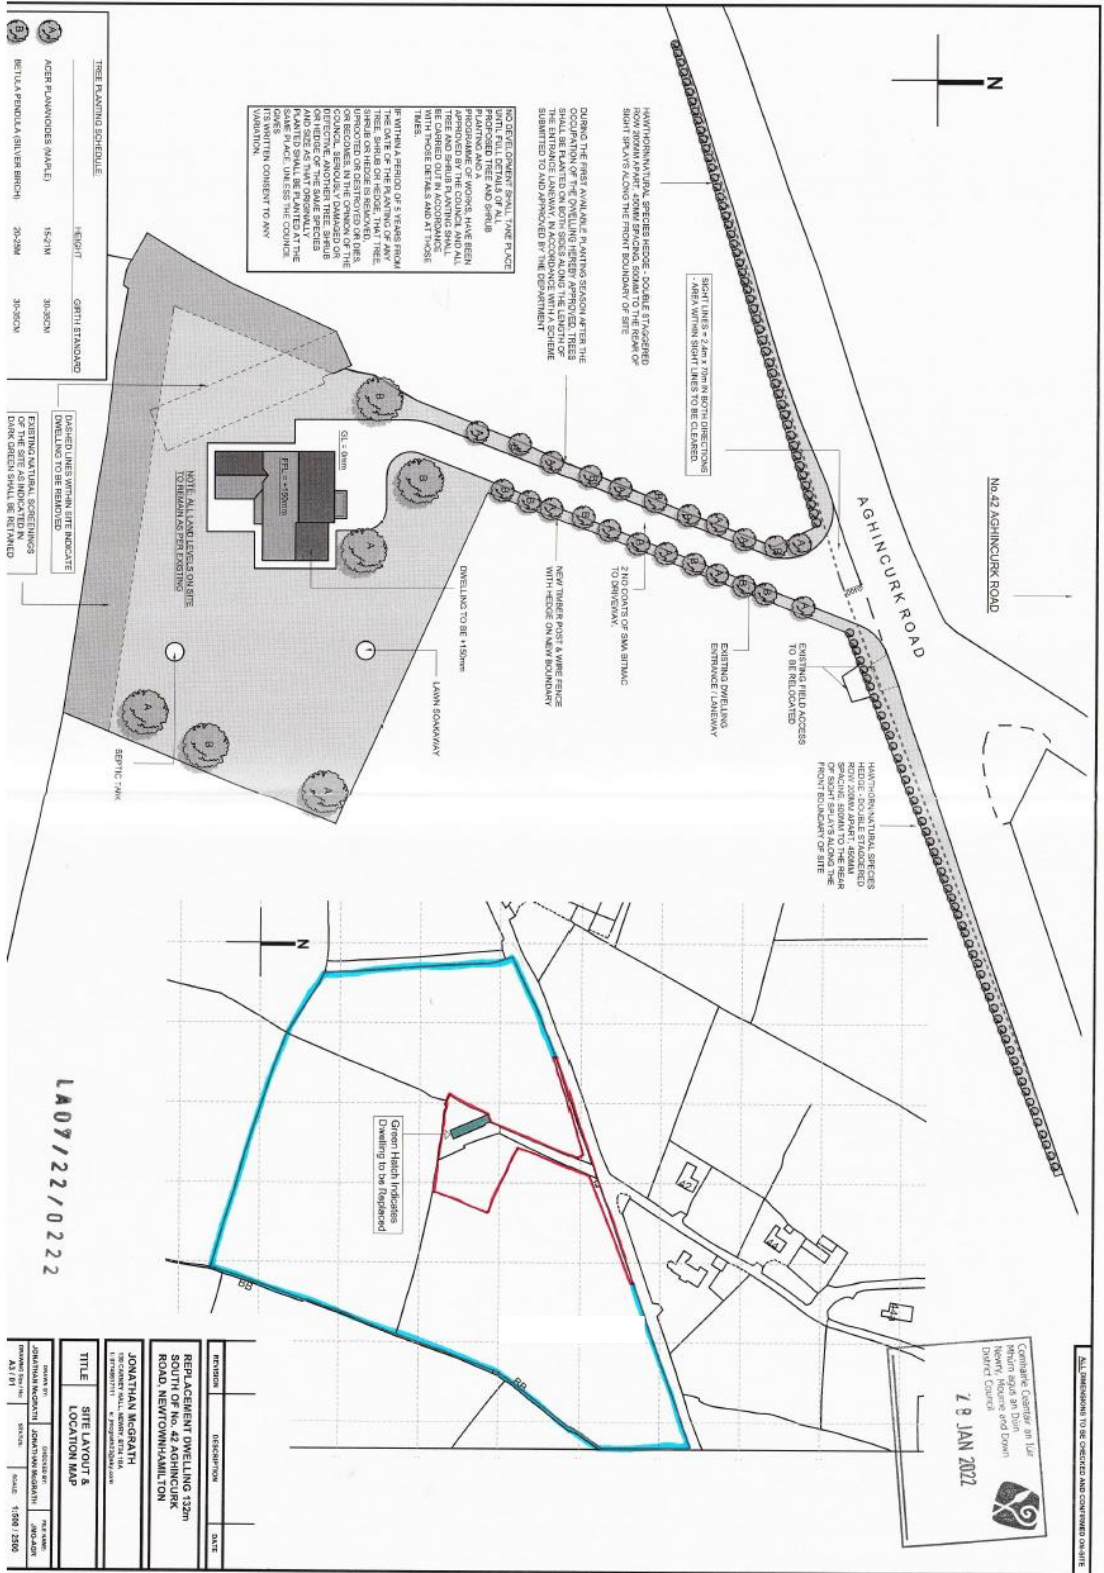 ALL DIMENSIONS TO BE CHECKED AND CONFIRMED ON-SITE
N
No.42 AGHINCURK ROAD
AGHINCURK ROAD
HAWTHORN/NATURAL SPECIES HEDGE - DOUBLE STAGGERED
ROW 200MM APART, 450MM SPACING, 500MM TO THE REAR OF
SIGHT SPLAYS ALONG THE FRONT BOUNDARY OF SITE
SIGHT LINES = 2.4m x 70m IN BOTH DIRECTIONS
- AREA WITHIN SIGHT LINES TO BE CLEARED.
DURING THE FIRST AVAILABLE PLANTING SEASON AFTER THE
OCCUPATION OF THE DWELLING HEREBY APPROVED, TREES
SHALL BE PLANTED ON BOTH SIDES ALONG THE LENGTH OF
THE ENTRANCE LANEWAY, IN ACCORDANCE WITH A SCHEME
SUBMITTED TO AND APPROVED BY THE DEPARTMENT
NO DEVELOPMENT SHALL TAKE PLACE
UNTIL FULL DETAILS OF ALL
PROPOSED TREE AND SHRUB
PLANTING AND A
PROGRAMME OF WORKS, HAVE BEEN
APPROVED BY THE COUNCIL AND ALL
TREE AND SHRUB PLANTING SHALL
BE CARRIED OUT IN ACCORDANCE
WITH THOSE DETAILS AND AT THOSE
TIMES.
IF WITHIN A PERIOD OF 5 YEARS FROM
THE DATE OF THE PLANTING OF ANY
TREE, SHRUB OR HEDGE, THAT TREE,
SHRUB OR HEDGE IS REMOVED,
UPROOTED OR DESTROYED OR DIES,
OR BECOMES, IN THE OPINION OF THE
COUNCIL, SERIOUSLY DAMAGED OR
DEFECTIVE, ANOTHER TREE, SHRUB
OR HEDGE OF THE SAME SPECIES
AND SIZE AS THAT ORIGINALLY
PLANTED SHALL BE PLANTED AT THE
SAME PLACE, UNLESS THE COUNCIL
GIVES
ITS WRITTEN CONSENT TO ANY
VARIATION.
TREE PLANTING SCHEDULE:
HEIGHT GIRTH STANDARD
A ACER PLANANOIDES (MAPLE) 15-21M 30-35CM
B BETULA PENDULA (SILVER BIRCH) 20-25M 30-35CM
EXISTING FIELD ACCESS
TO BE RELOCATED
EXISTING DWELLING
ENTRANCE / LANEWAY
2 NO COATS OF SMA BITMAC
TO DRIVEWAY.
NEW TIMBER POST & WIRE FENCE
WITH HEDGE ON NEW BOUNDARY
HAWTHORN/NATURAL SPECIES
HEDGE - DOUBLE STAGGERED
ROW 200MM APART, 450MM
SPACING, 500MM TO THE REAR
OF SIGHT SPLAYS ALONG THE
FRONT BOUNDARY OF SITE
GL = 0mm
FFL = +150mm
DWELLING TO BE +150mm
LAWN SOAKAWAY
SEPTIC TANK
NOTE: ALL LAND LEVELS ON SITE
TO REMAIN AS PER EXISTING
DASHED LINES WITHIN SITE INDICATE
DWELLING TO BE REMOVED
EXISTING NATURAL SCREENINGS
OF THE SITE AS INDICATED IN
DARK GREEN SHALL BE RETAINED
N
42
44
BB
BB
Green Hatch Indicates
Dwelling to be Replaced
LA07/22/0222
Comhairle Ceantair an Iúir
Mhúrn agus an Dúin
Newry, Mourne and Down
District Council
28 JAN 2022
REVISION DESCRIPTION DATE
REPLACEMENT DWELLING 132m
SOUTH OF No. 42 AGHINCURK
ROAD, NEWTOWNHAMILTON
JONATHAN McGRATH
TITLE SITE LAYOUT &
LOCATION MAP
DRAWN BY: CHECKED BY: FILE NAME:
JONATHAN McGRATH JONATHAN McGRATH
A3 / 01 STATUS: SCALE: 1:500 / 2500